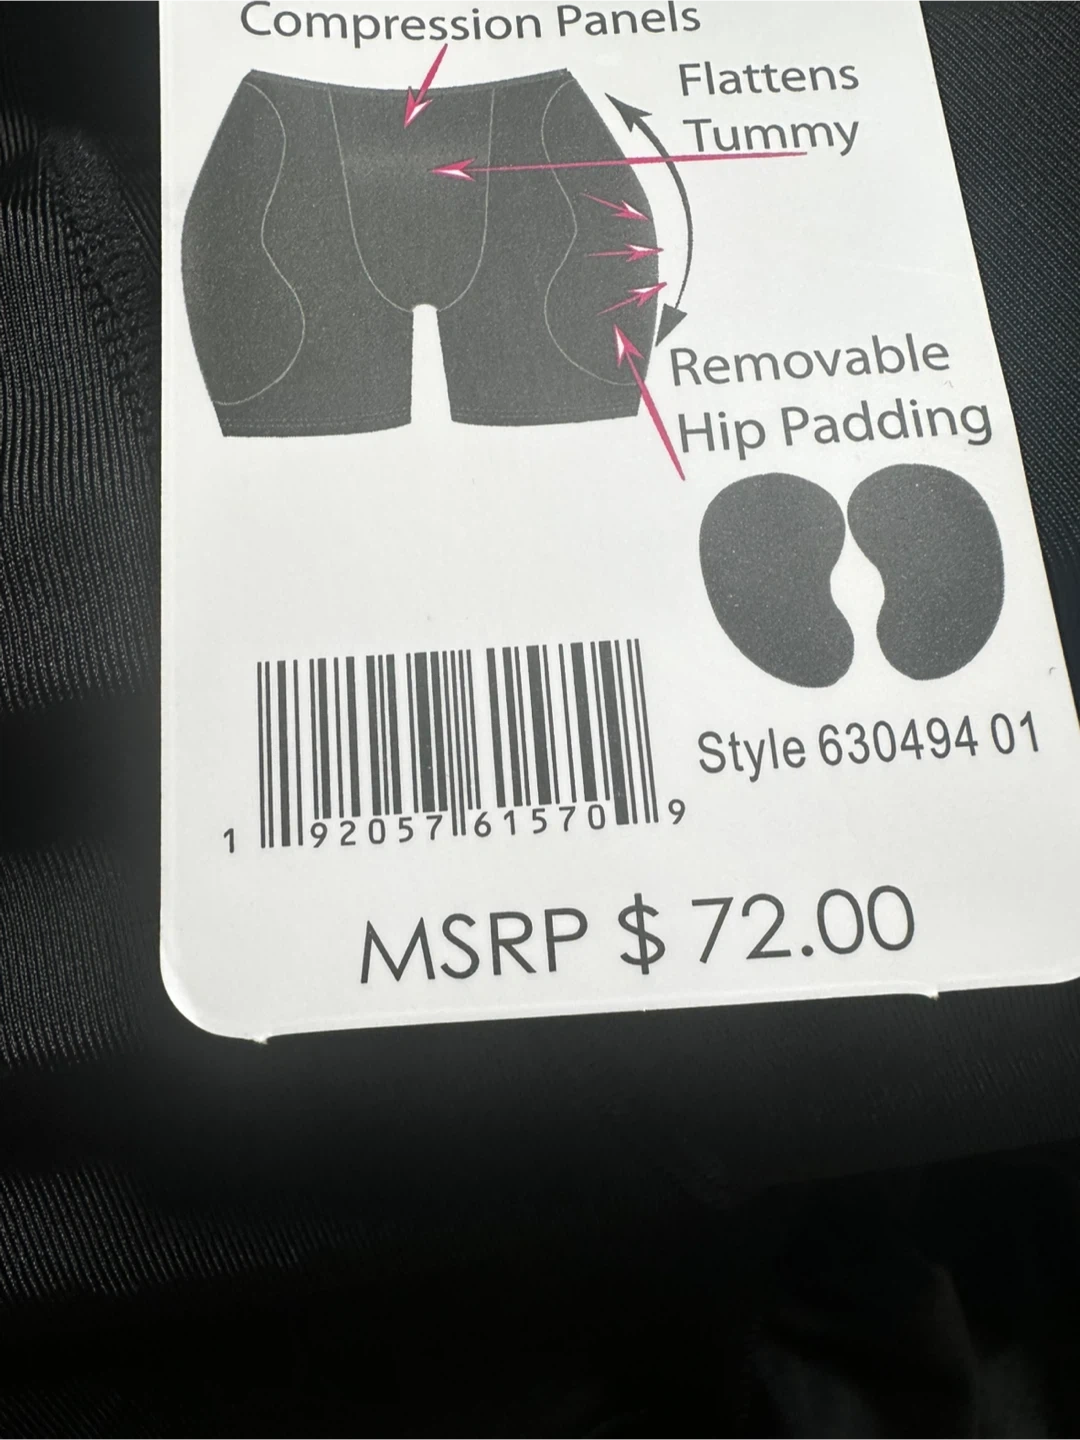 Compression Panels
Flattens
Tummy
Removable
Hip Padding
Style 630494 01
1 92057 61570 9
MSRP $ 72.00